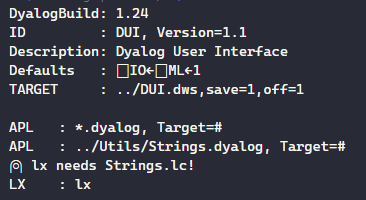 DyalogBuild: 1.24
ID         : DUI, Version=1.1
Description: Dyalog User Interface
Defaults   : ⎕IO←⎕ML←1
TARGET     : ../DUI.dws,save=1,off=1

APL   : *.dyalog, Target=#
APL   : ../Utils/Strings.dyalog, Target=#
⍝ lx needs Strings.lc!
LX    : lx